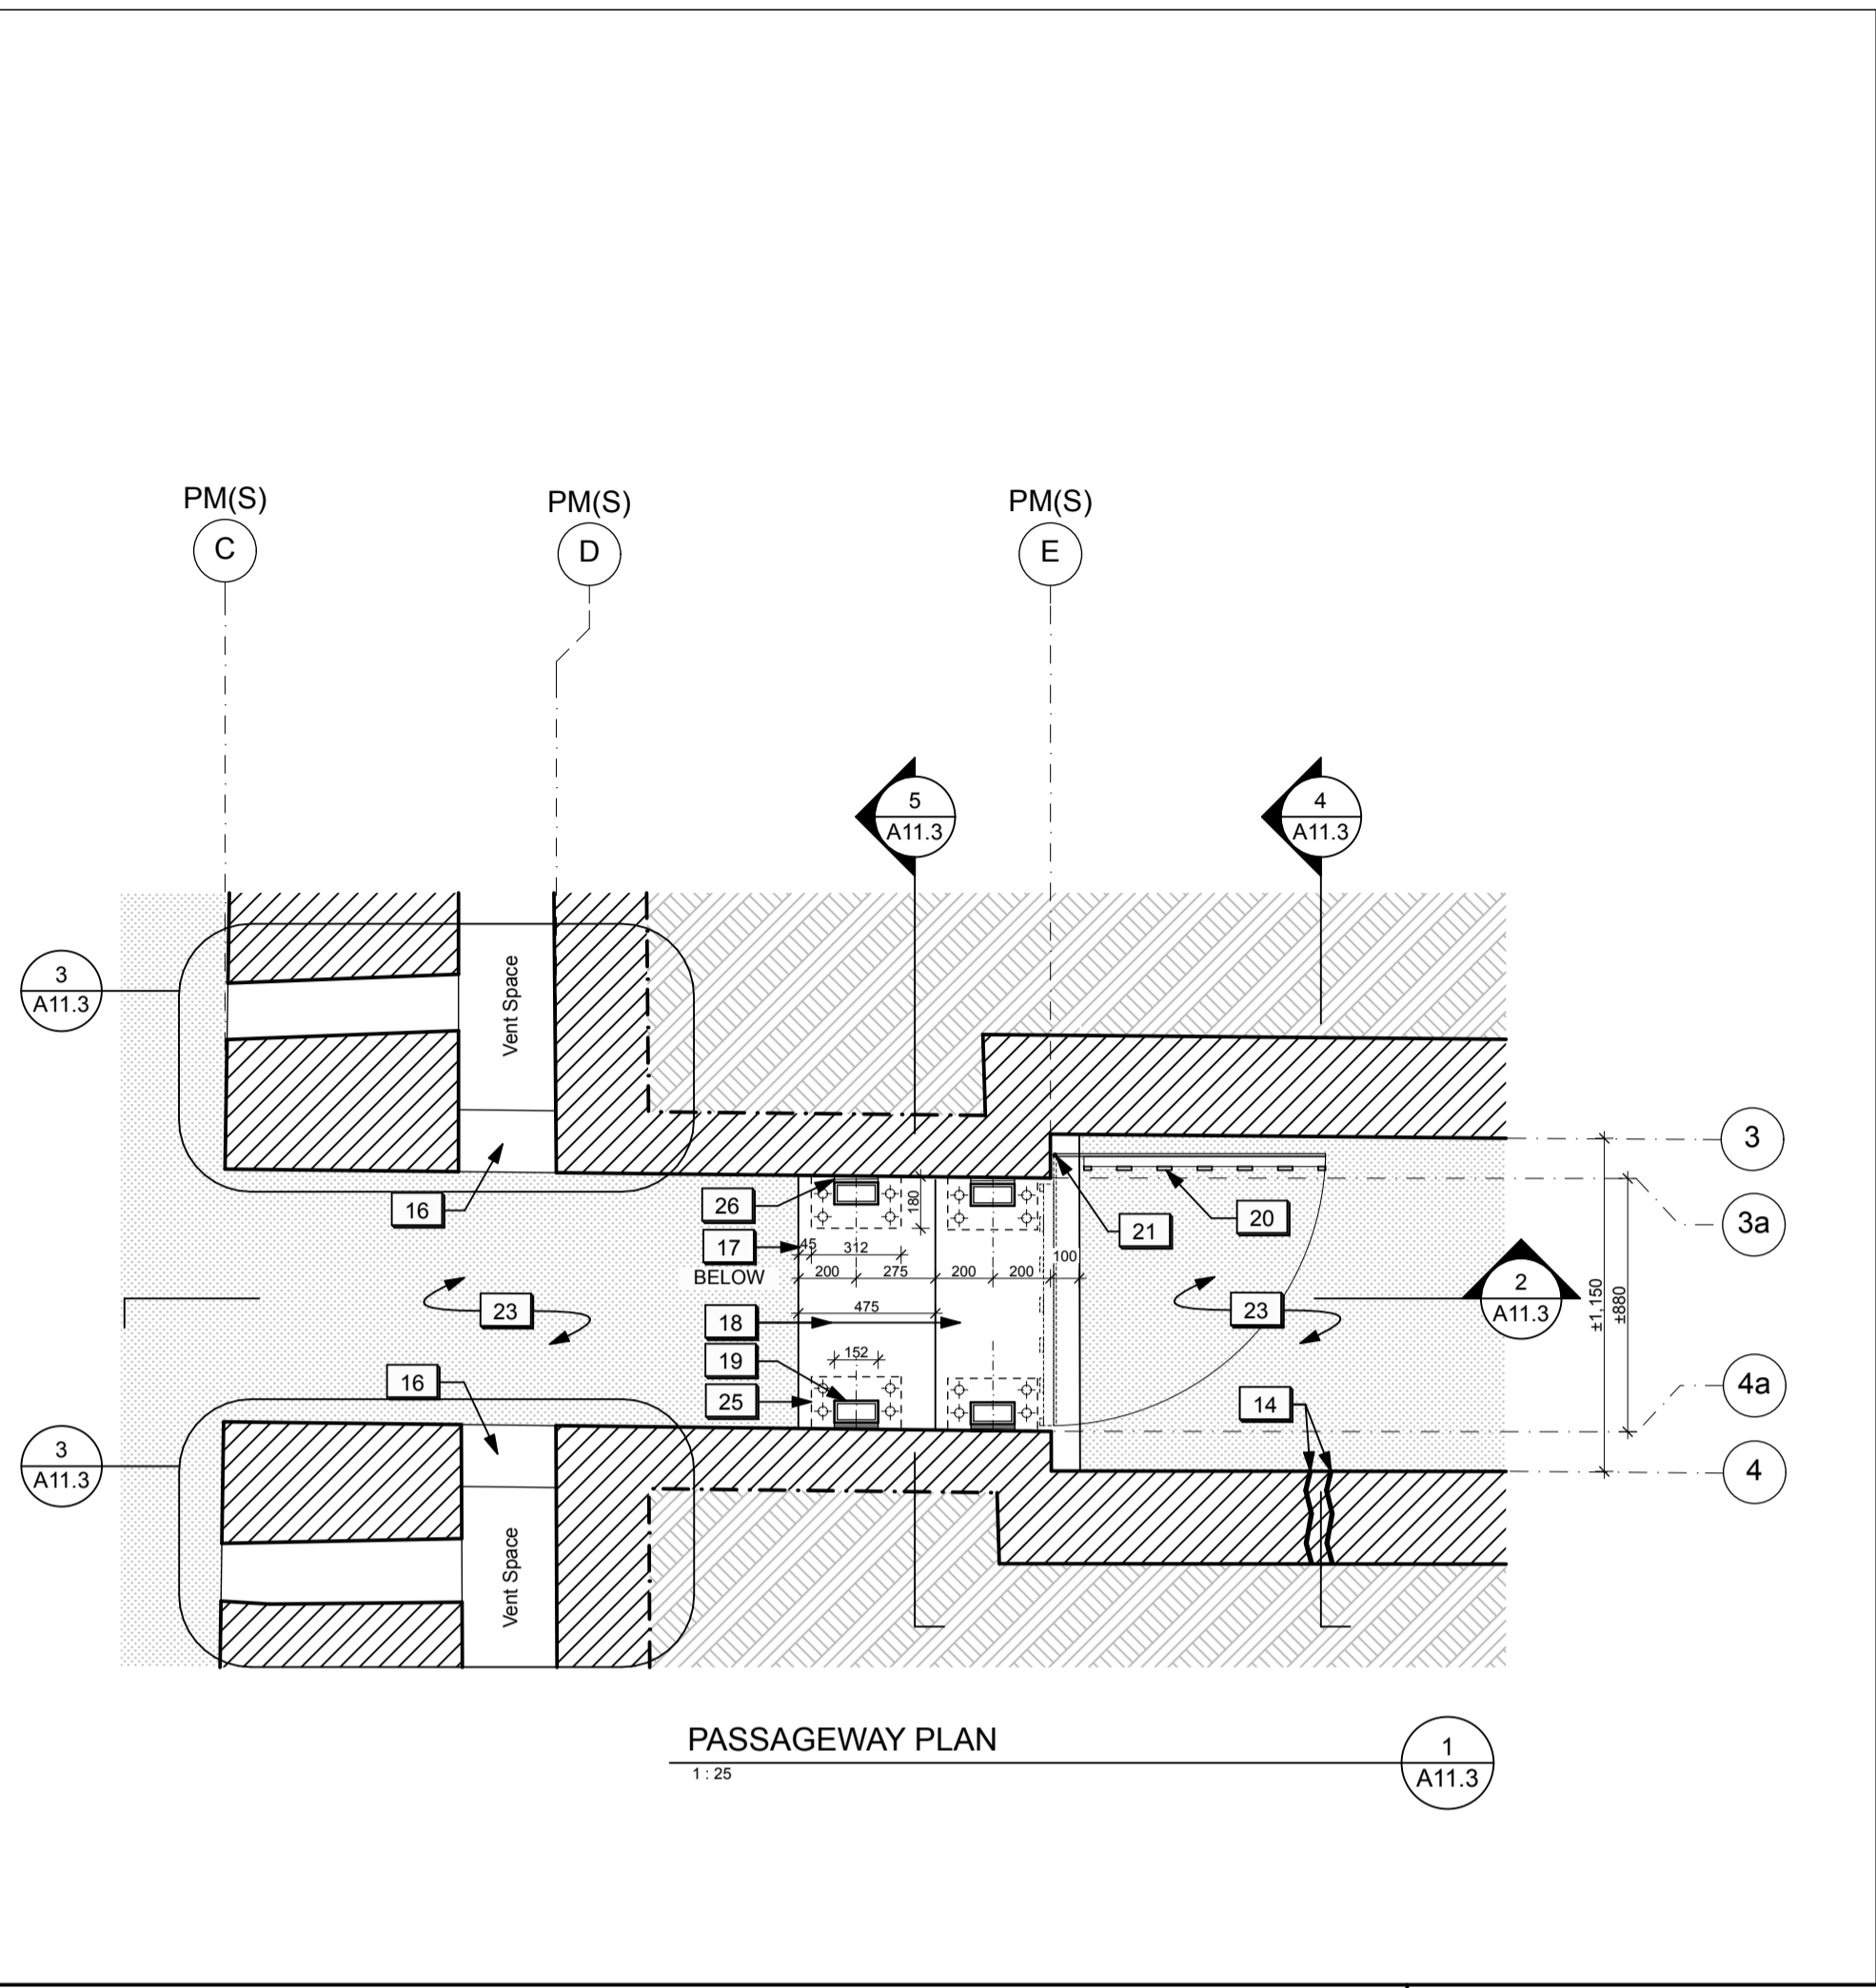 PM(S)
PM(S)
PM(S)
C
D
E
5
A11.3
4
A11.3
3
A11.3
Vent Space
3
3a
16
26
180
21
20
17
45
312
100
BELOW
200
275
200
200
2
A11.3
±1,150
±880
23
23
475
18
152
19
16
25
14
4a
3
A11.3
4
Vent Space
PASSAGEWAY PLAN
1 : 25
1
A11.3